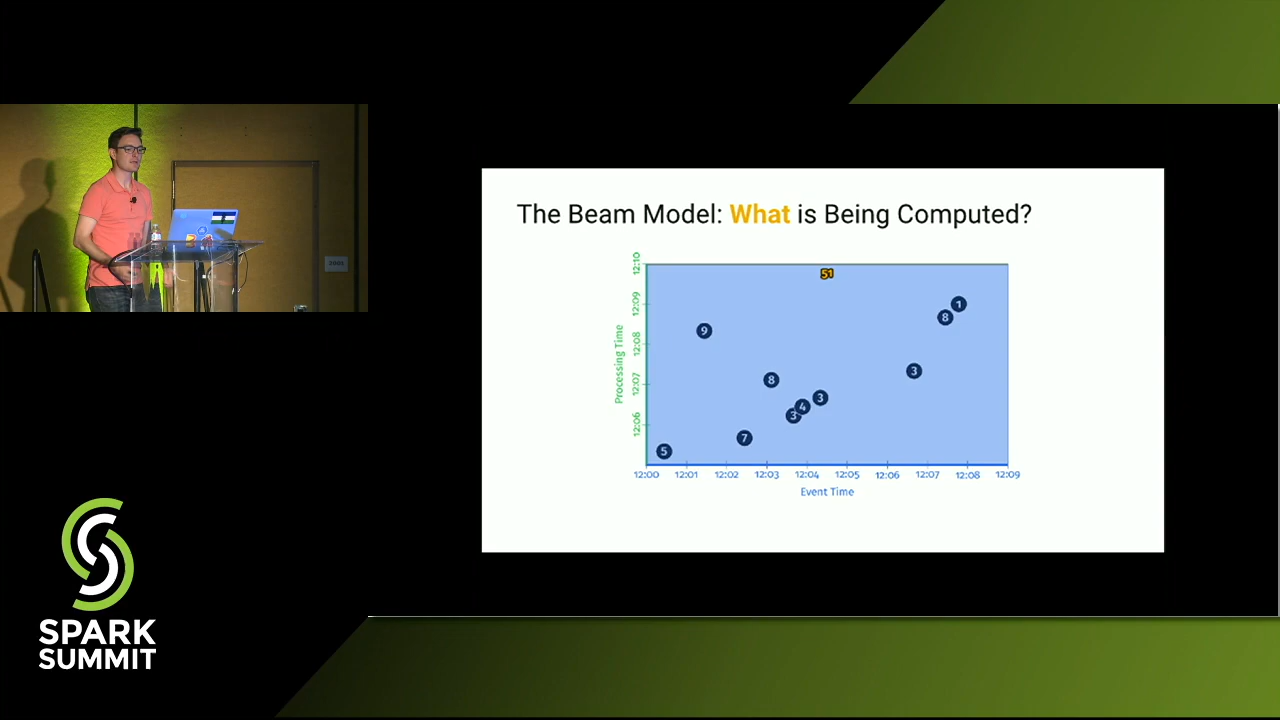 The Beam Model: What is Being Computed?
Processing Time
12:10
12:09
12:08
12:07
12:06
51
1
8
9
3
8
3
4
3
7
5
12:00 12:01 12:02 12:03 12:04 12:05 12:06 12:07 12:08 12:09
Event Time
SPARK
SUMMIT